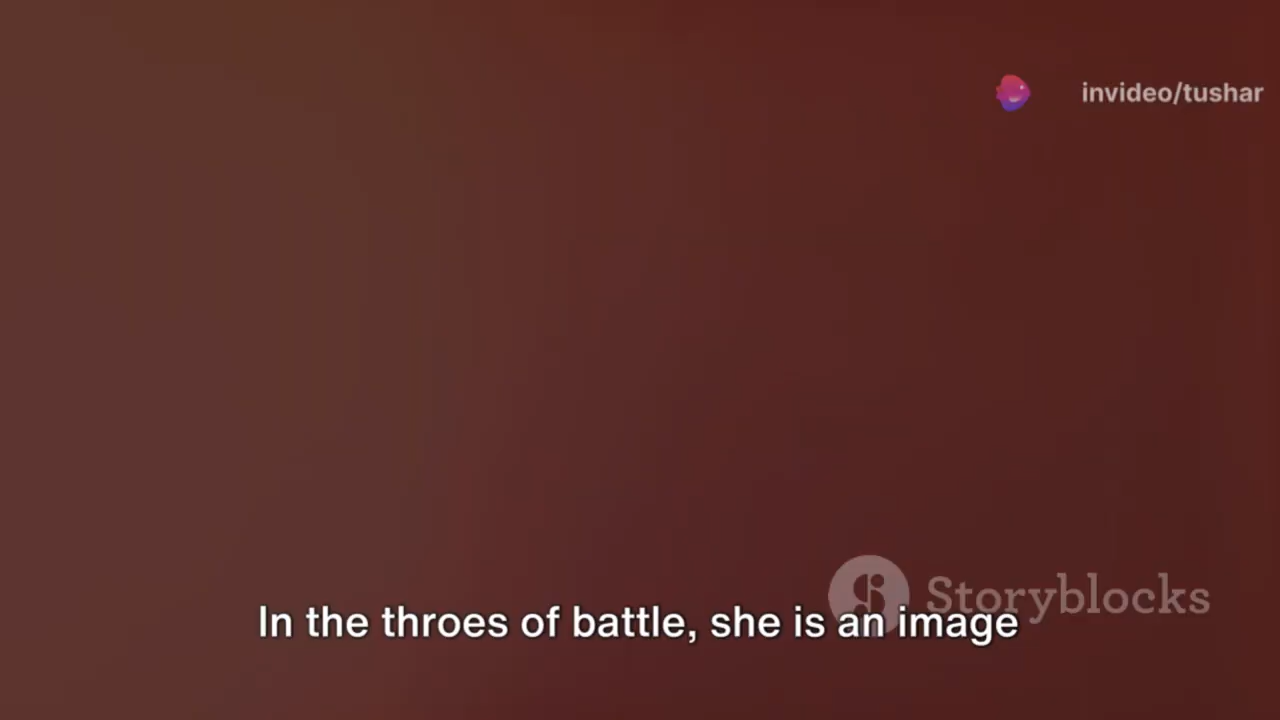 invideo/tushar
Storyblocks
In the throes of battle, she is an image